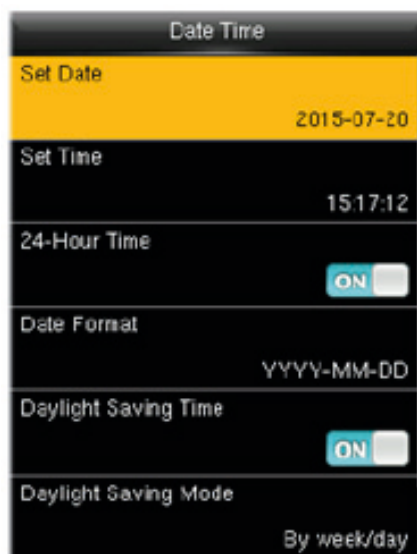 Date Time
Set Date
2015-07-20
Set Time
15:17:12
24-Hour Time
ON
Date Format
YYYY-MM-DD
Daylight Saving Time
ON
Daylight Saving Mode
By week/day